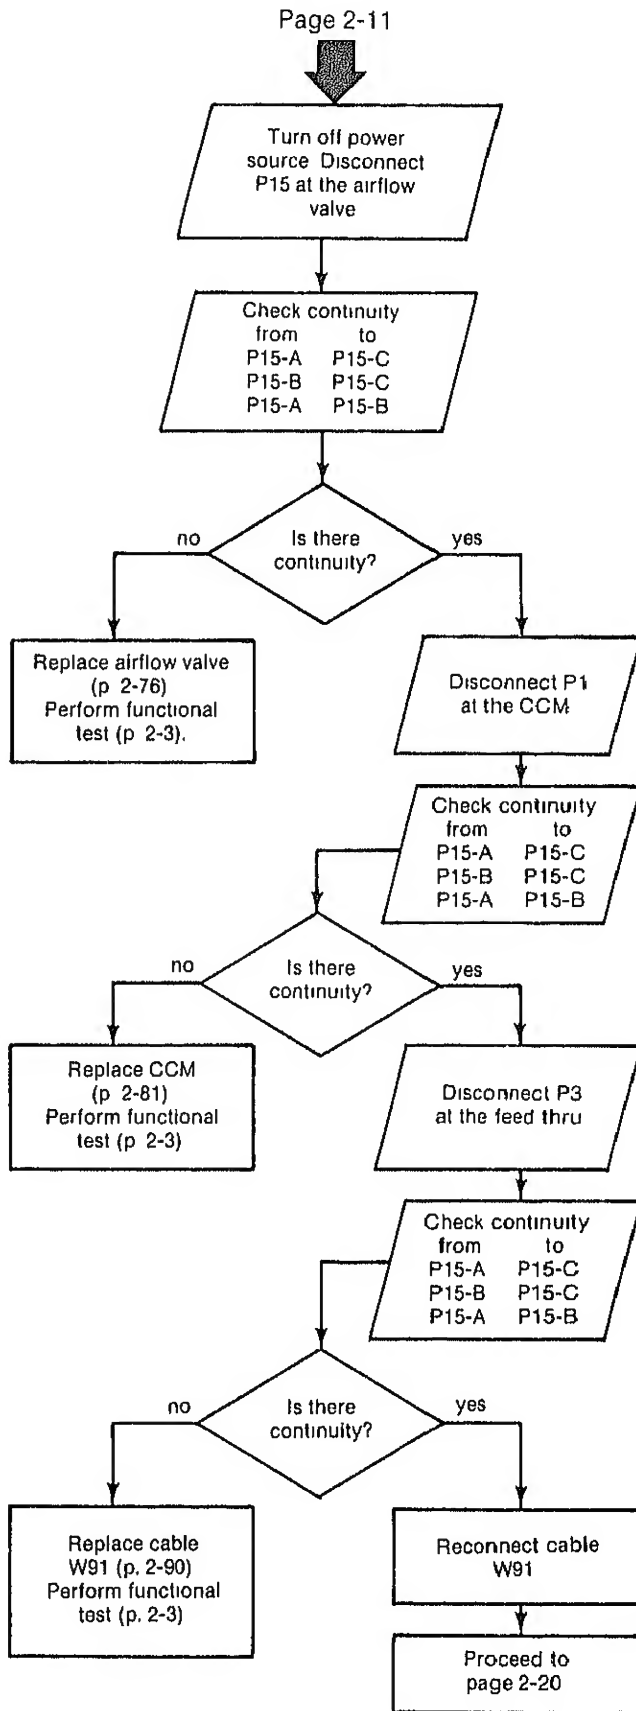 Page 2-11
Turn off power
source Disconnect
P15 at the airflow
valve
Check continuity
from to
P15-A P15-C
P15-B P15-C
P15-A P15-B
no
Is there
continuity?
yes
Replace airflow valve
(p 2-76)
Perform functional
test (p 2-3).
Disconnect P1
at the CCM
Check continuity
from to
P15-A P15-C
P15-B P15-C
P15-A P15-B
no
Is there
continuity?
yes
Replace CCM
(p 2-81)
Perform functional
test (p 2-3)
Disconnect P3
at the feed thru
Check continuity
from to
P15-A P15-C
P15-B P15-C
P15-A P15-B
no
Is there
continuity?
yes
Replace cable
W91 (p. 2-90)
Perform functional
test (p. 2-3)
Reconnect cable
W91
Proceed to
page 2-20